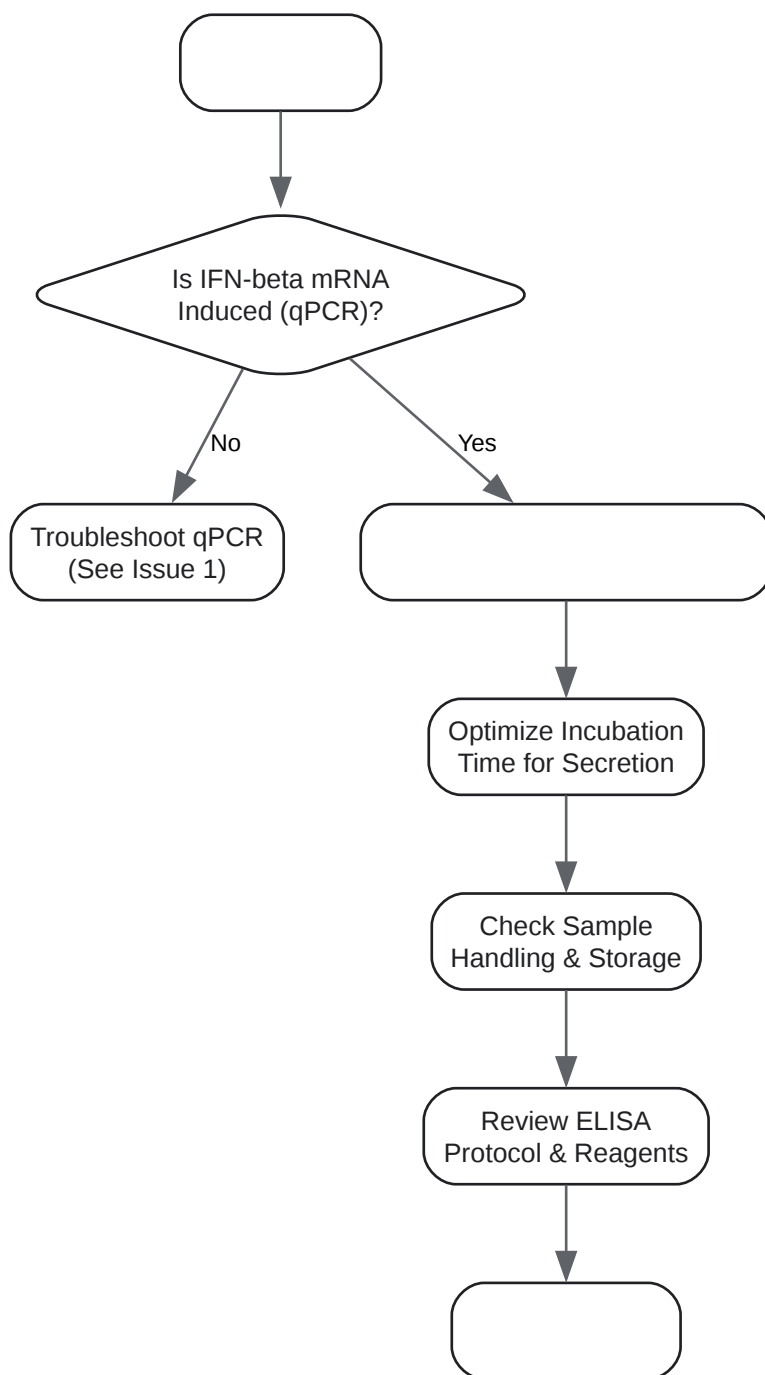 Is IFN-beta mRNA
Induced (qPCR)?
No
Yes
Troubleshoot qPCR
(See Issue 1)
Optimize Incubation
Time for Secretion
Check Sample
Handling & Storage
Review ELISA
Protocol & Reagents